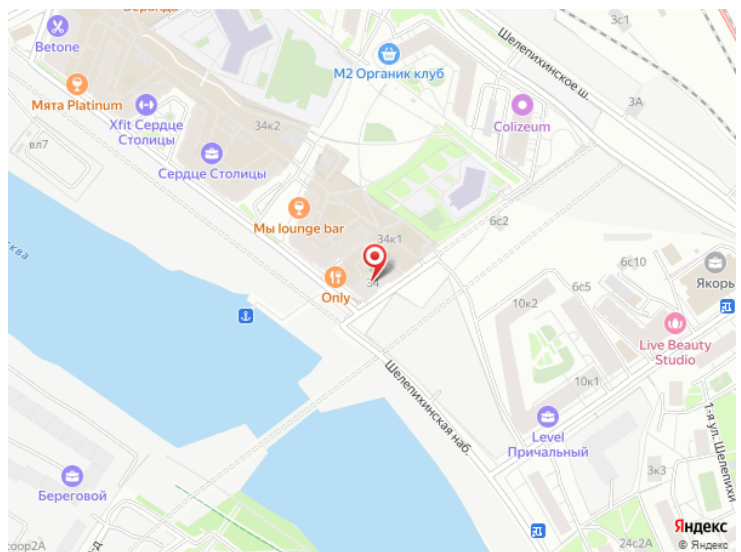 Веранда
Betone
3с1
Шелепихинское ш.
М2 Органик клуб
Мята Platinum
3А
Xfit Сердце
Столицы
34к2
Colizeum
вл7
Сердце Столицы
6с2
Мы lounge bar
34к1
6с10
Якорь
34
6с5
Only
10к2
Live Beauty
Studio
Шелепихинская наб.
10к1
1-я ул. Шелепихи
Level
Причальный
3к3
Береговой
Яндекс
24с2А
© Яндекс